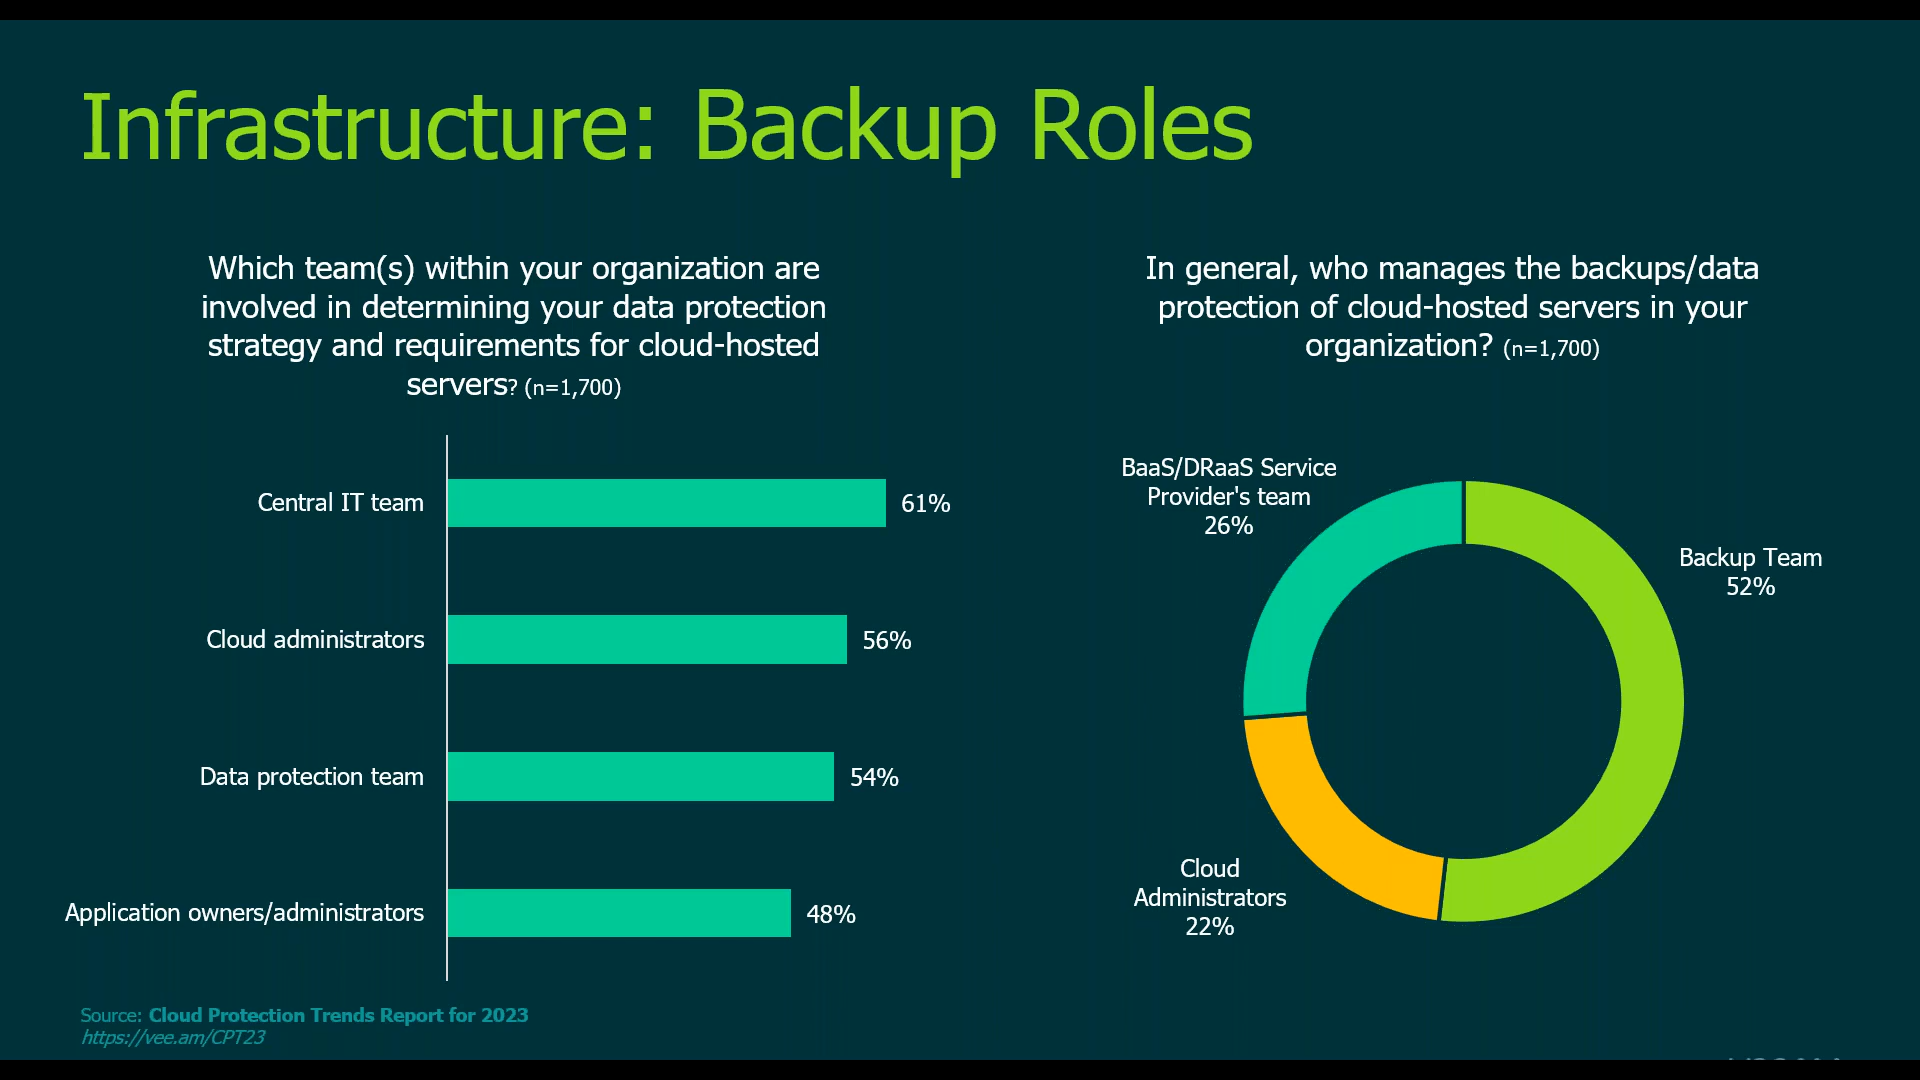 Infrastructure: Backup Roles
Which team(s) within your organization are
involved in determining your data protection
strategy and requirements for cloud-hosted
servers? (n=1,700)
Central IT team
61%
Cloud administrators
56%
Data protection team
54%
Application owners/administrators
48%
In general, who manages the backups/data
protection of cloud-hosted servers in your
organization? (n=1,700)
BaaS/DRaaS Service
Provider's team
26%
Backup Team
52%
Cloud
Administrators
22%
Source: Cloud Protection Trends Report for 2023
https://vee.am/CPT23